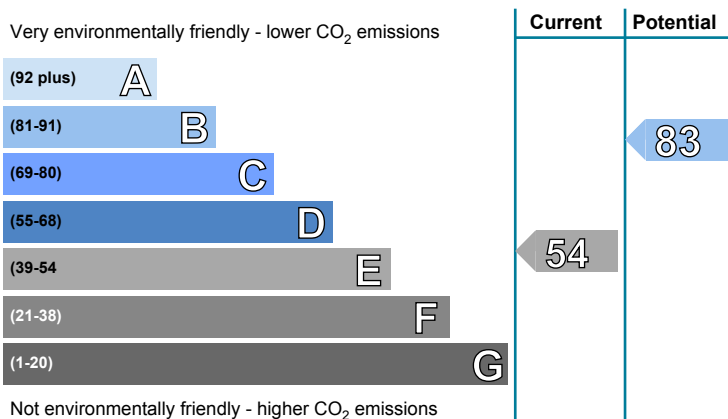 Current Potential
Very environmentally friendly - lower CO2 emissions
(92 plus) A
(81-91) B
83
(69-80) C
(55-68) D
54
(39-54 E
(21-38) F
(1-20) G
Not environmentally friendly - higher CO2 emissions